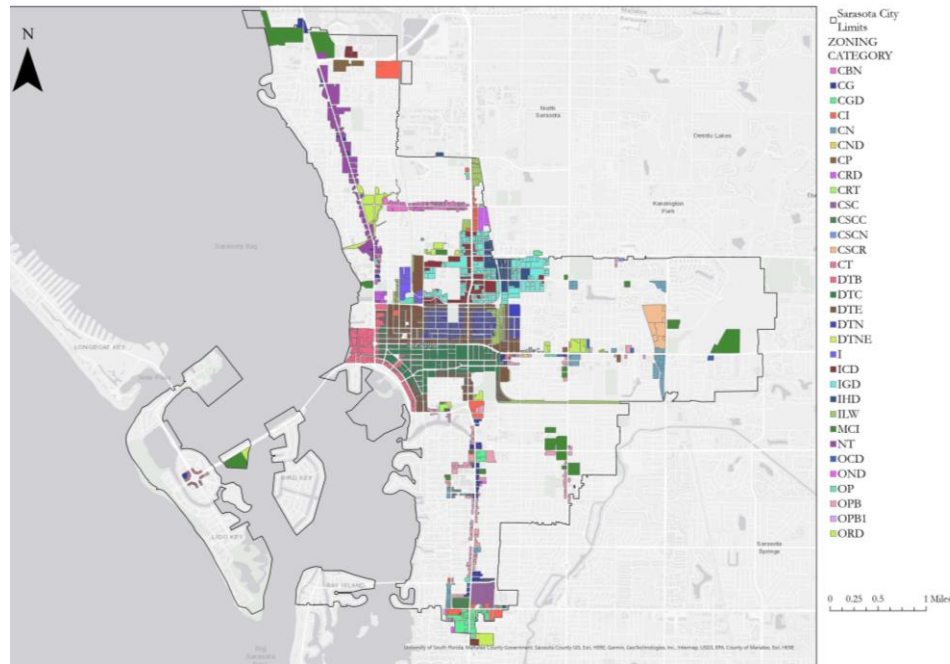 N
Sarasota City
Limits
ZONING
CATEGORY
CBN
CG
CGD
CI
CN
CND
CP
CRD
CRT
CSC
CSCC
CSCN
CSCR
CT
DTB
DTC
DTE
DTN
DTNE
I
ICD
IGD
IHD
ILW
MCI
NT
OCD
OND
OP
OPB
OPB1
ORD
0 0.25 0.5 1 Miles
North
Sarasota
Desoto Lakes
Kensington
Park
Sarasota Bay
LONGBOAT KEY
BIRD KEY
LIDO KEY
BAY ISLAND
Sarasota
Springs
Big
Sarasota
University of South Florida, Manatee County Government, Sarasota County GIS, Esri, HERE, Garmin, GeoTechnologies, Inc., Intermap, USGS, EPA, County of Manatee, Esri, HERE